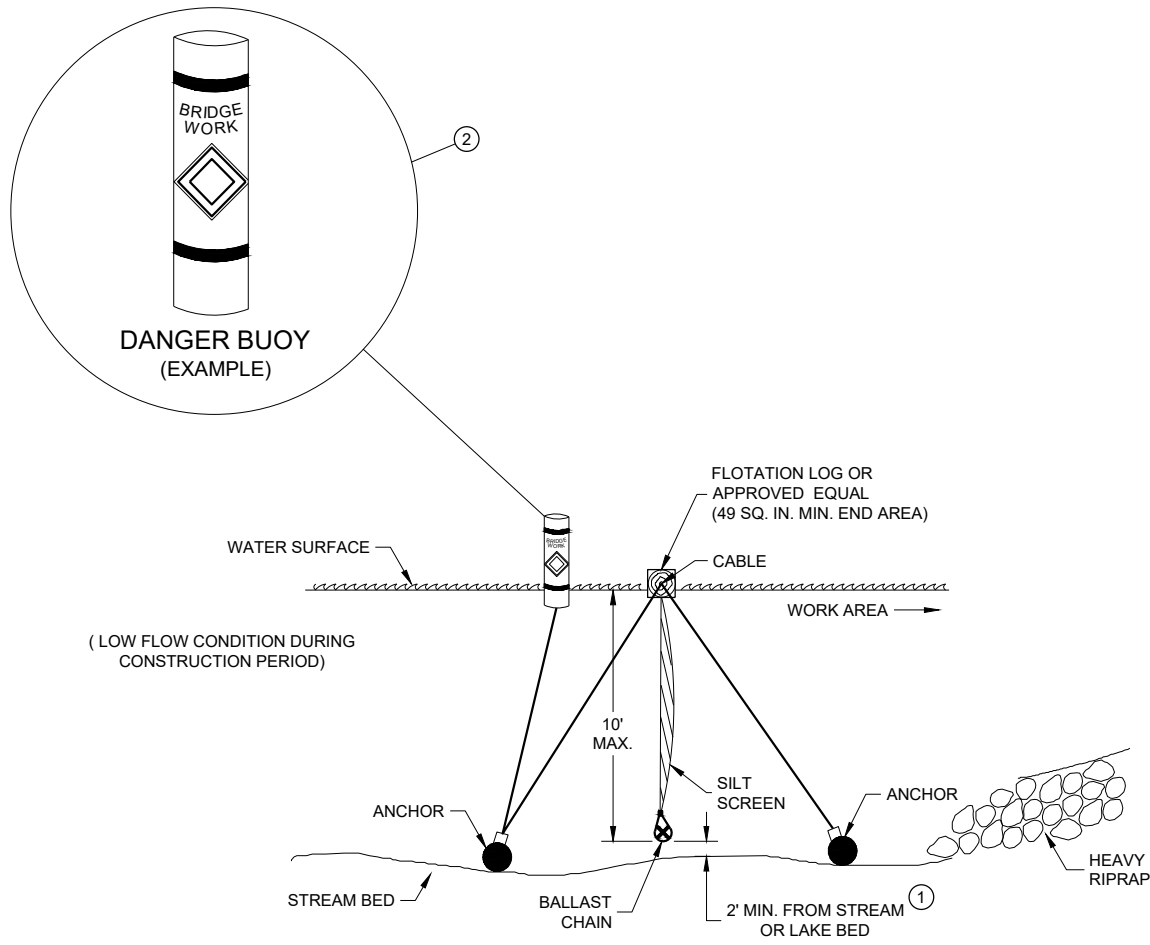 BRIDGE
WORK
2
DANGER BUOY
(EXAMPLE)
FLOTATION LOG OR
APPROVED EQUAL
(49 SQ. IN. MIN. END AREA)
WATER SURFACE
BRIDGE
WORK
CABLE
WORK AREA
( LOW FLOW CONDITION DURING
CONSTRUCTION PERIOD)
10'
MAX.
SILT
SCREEN
ANCHOR
ANCHOR
HEAVY
RIPRAP
STREAM BED
BALLAST
CHAIN
2' MIN. FROM STREAM
OR LAKE BED
1